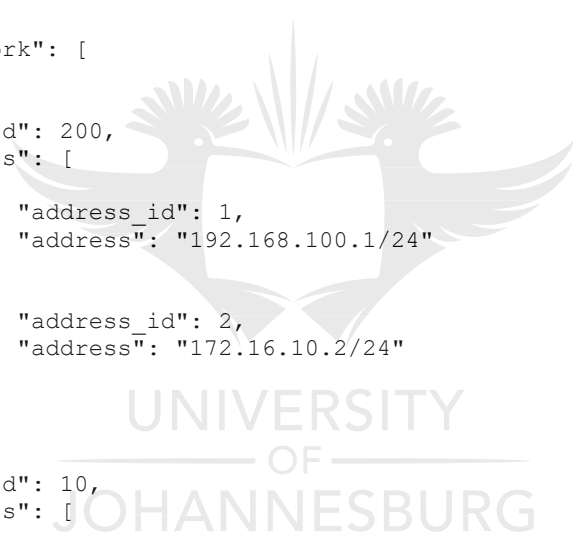 ork": [
d": 200,
s": [
"address_id": 1,
"address": "192.168.100.1/24"
"address_id": 2,
"address": "172.16.10.2/24"
UNIVERSITY
OF
d": 10,
s": [
JOHANNESBURG